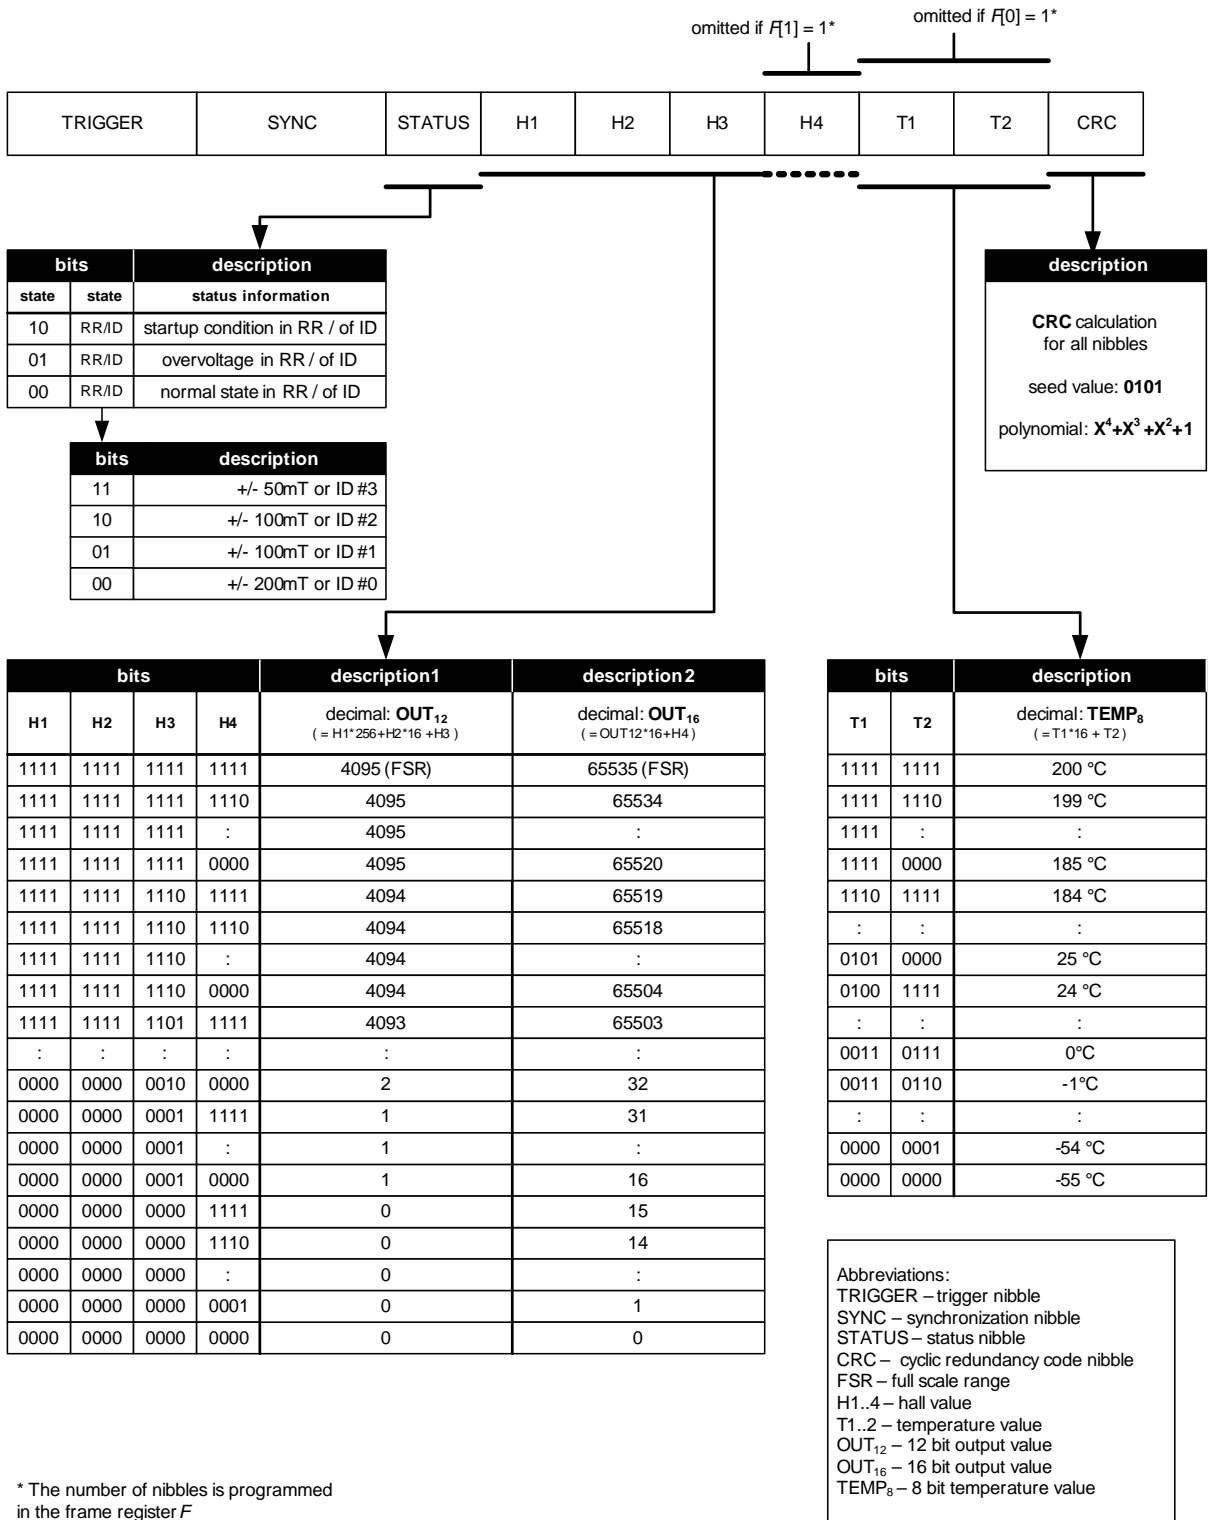 omitted if F[1] = 1*
omitted if F[0] = 1*
TRIGGER SYNC STATUS H1 H2 H3 H4 T1 T2 CRC
bits description
state state status information
10 RR/ID startup condition in RR / of ID
01 RR/ID overvoltage in RR / of ID
00 RR/ID normal state in RR / of ID
bits description
11 +/- 50mT or ID #3
10 +/- 100mT or ID #2
01 +/- 100mT or ID #1
00 +/- 200mT or ID #0
description
CRC calculation
for all nibbles
seed value: 0101
polynomial: X⁴+X³+X²+1
bits description1 description 2
H1 H2 H3 H4 decimal: OUT₁₂ decimal: OUT₁₆
( = H1*256+H2*16 +H3 ) ( =OUT12*16+H4 )
1111 1111 1111 1111 4095 (FSR) 65535 (FSR)
1111 1111 1111 1110 4095 65534
1111 1111 1111 : 4095 :
1111 1111 1111 0000 4095 65520
1111 1111 1110 1111 4094 65519
1111 1111 1110 1110 4094 65518
1111 1111 1110 : 4094 :
1111 1111 1110 0000 4094 65504
1111 1111 1101 1111 4093 65503
: : : : : :
0000 0000 0010 0000 2 32
0000 0000 0001 1111 1 31
0000 0000 0001 : 1 :
0000 0000 0001 0000 1 16
0000 0000 0000 1111 0 15
0000 0000 0000 1110 0 14
0000 0000 0000 : 0 :
0000 0000 0000 0001 0 1
0000 0000 0000 0000 0 0
bits description
T1 T2 decimal: TEMP₈
( =T1*16 + T2 )
1111 1111 200 °C
1111 1110 199 °C
1111 : :
1111 0000 185 °C
1110 1111 184 °C
: : :
0101 0000 25 °C
0100 1111 24 °C
: : :
0011 0111 0°C
0011 0110 -1°C
: : :
0000 0001 -54 °C
0000 0000 -55 °C
Abbreviations:
TRIGGER – trigger nibble
SYNC – synchronization nibble
STATUS – status nibble
CRC – cyclic redundancy code nibble
FSR – full scale range
H1..4 – hall value
T1..2 – temperature value
OUT₁₂ – 12 bit output value
OUT₁₆ – 16 bit output value
TEMP₈ – 8 bit temperature value
* The number of nibbles is programmed
in the frame register F